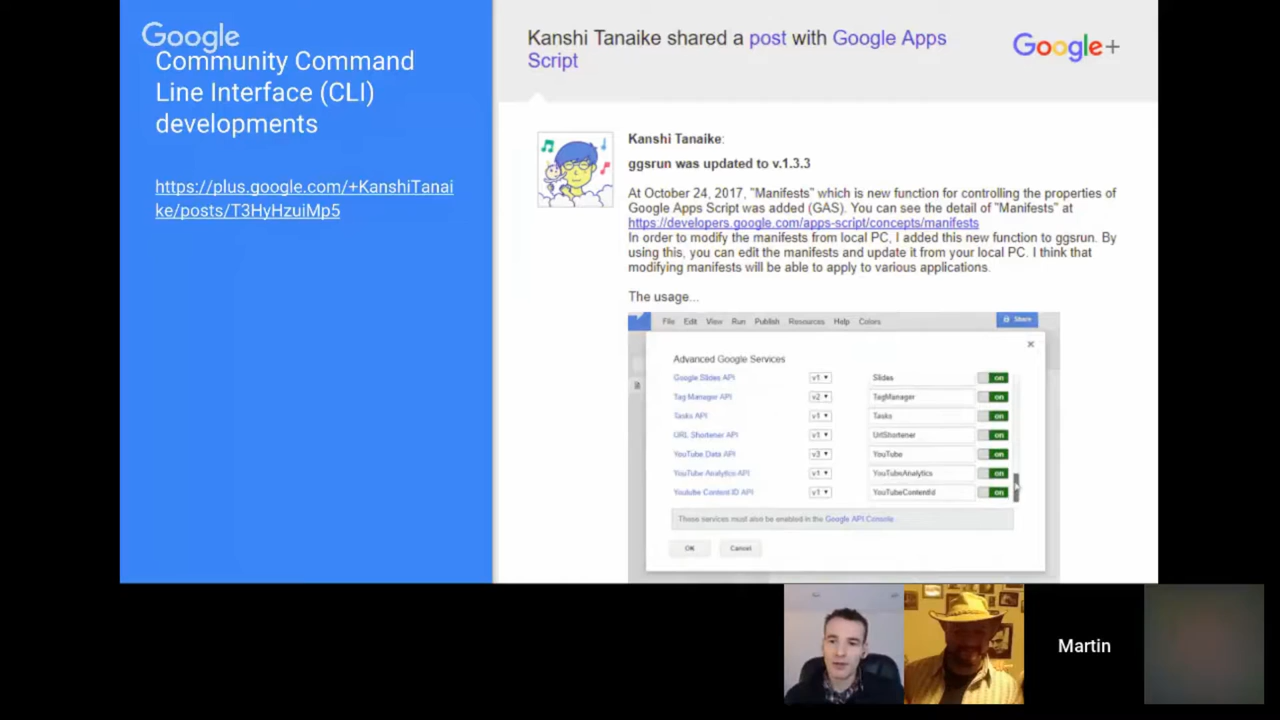 Google
Community Command
Line Interface (CLI)
developments
https://plus.google.com/+KanshiTanai
ke/posts/T3HyHzuiMp5
Kanshi Tanaike shared a post with Google Apps
Script
Google+
Kanshi Tanaike:
ggsrun was updated to v.1.3.3
At October 24, 2017, "Manifests" which is new function for controlling the properties of
Google Apps Script was added (GAS). You can see the detail of "Manifests" at
https://developers.google.com/apps-script/concepts/manifests
In order to modify the manifests from local PC, I added this new function to ggsrun. By
using this, you can edit the manifests and update it from your local PC. I think that
modifying manifests will be able to apply to various applications.
The usage...
File Edit View Run Publish Resources Help Colors Share
Advanced Google Services
Google Slides API v1 Slides on
Tag Manager API v2 TagManager on
Tasks API v1 Tasks on
URL Shortener API v1 UrlShortener on
YouTube Data API v3 YouTube on
YouTube Analytics API v1 YouTubeAnalytics on
Youtube Content ID API v1 YouTubeContentId on
These services must also be enabled in the Google API Console.
OK Cancel
Martin